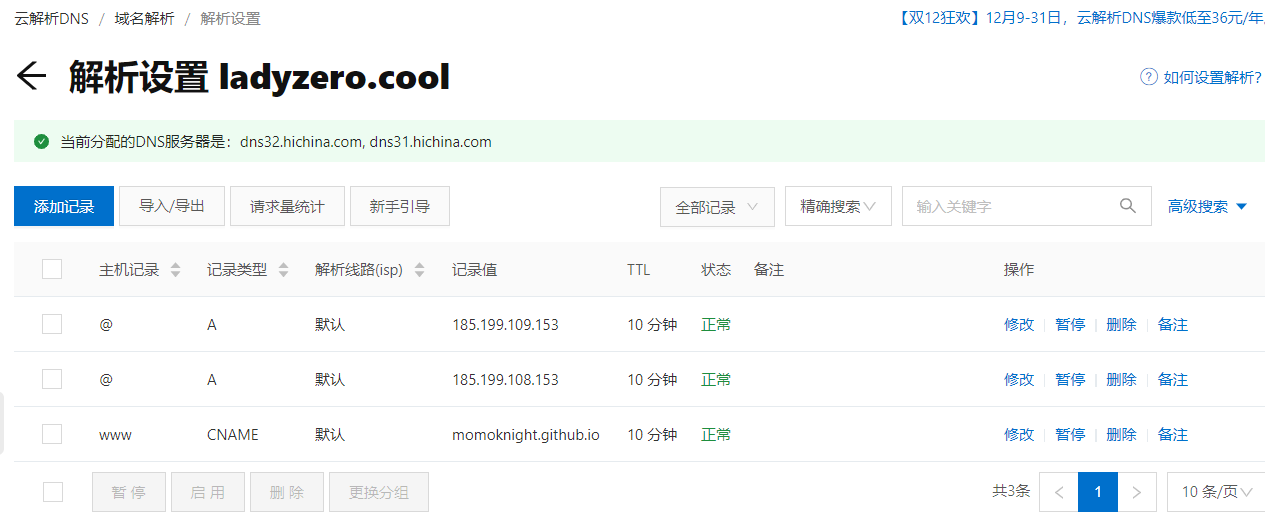 云解析DNS / 域名解析 / 解析设置 【双12狂欢】12月9-31日，云解析DNS爆款低至36元/年
解析设置 ladyzero.cool 如何设置解析?
当前分配的DNS服务器是：dns32.hichina.com, dns31.hichina.com
添加记录 导入/导出 请求量统计 新手引导 全部记录 精确搜索 输入关键字 高级搜索
主机记录 记录类型 解析线路(isp) 记录值 TTL 状态 备注 操作
@ A 默认 185.199.109.153 10 分钟 正常 修改 暂停 删除 备注
@ A 默认 185.199.108.153 10 分钟 正常 修改 暂停 删除 备注
www CNAME 默认 momoknight.github.io 10 分钟 正常 修改 暂停 删除 备注
暂停 启用 删除 更换分组 共3条 < 1 > 10 条/页